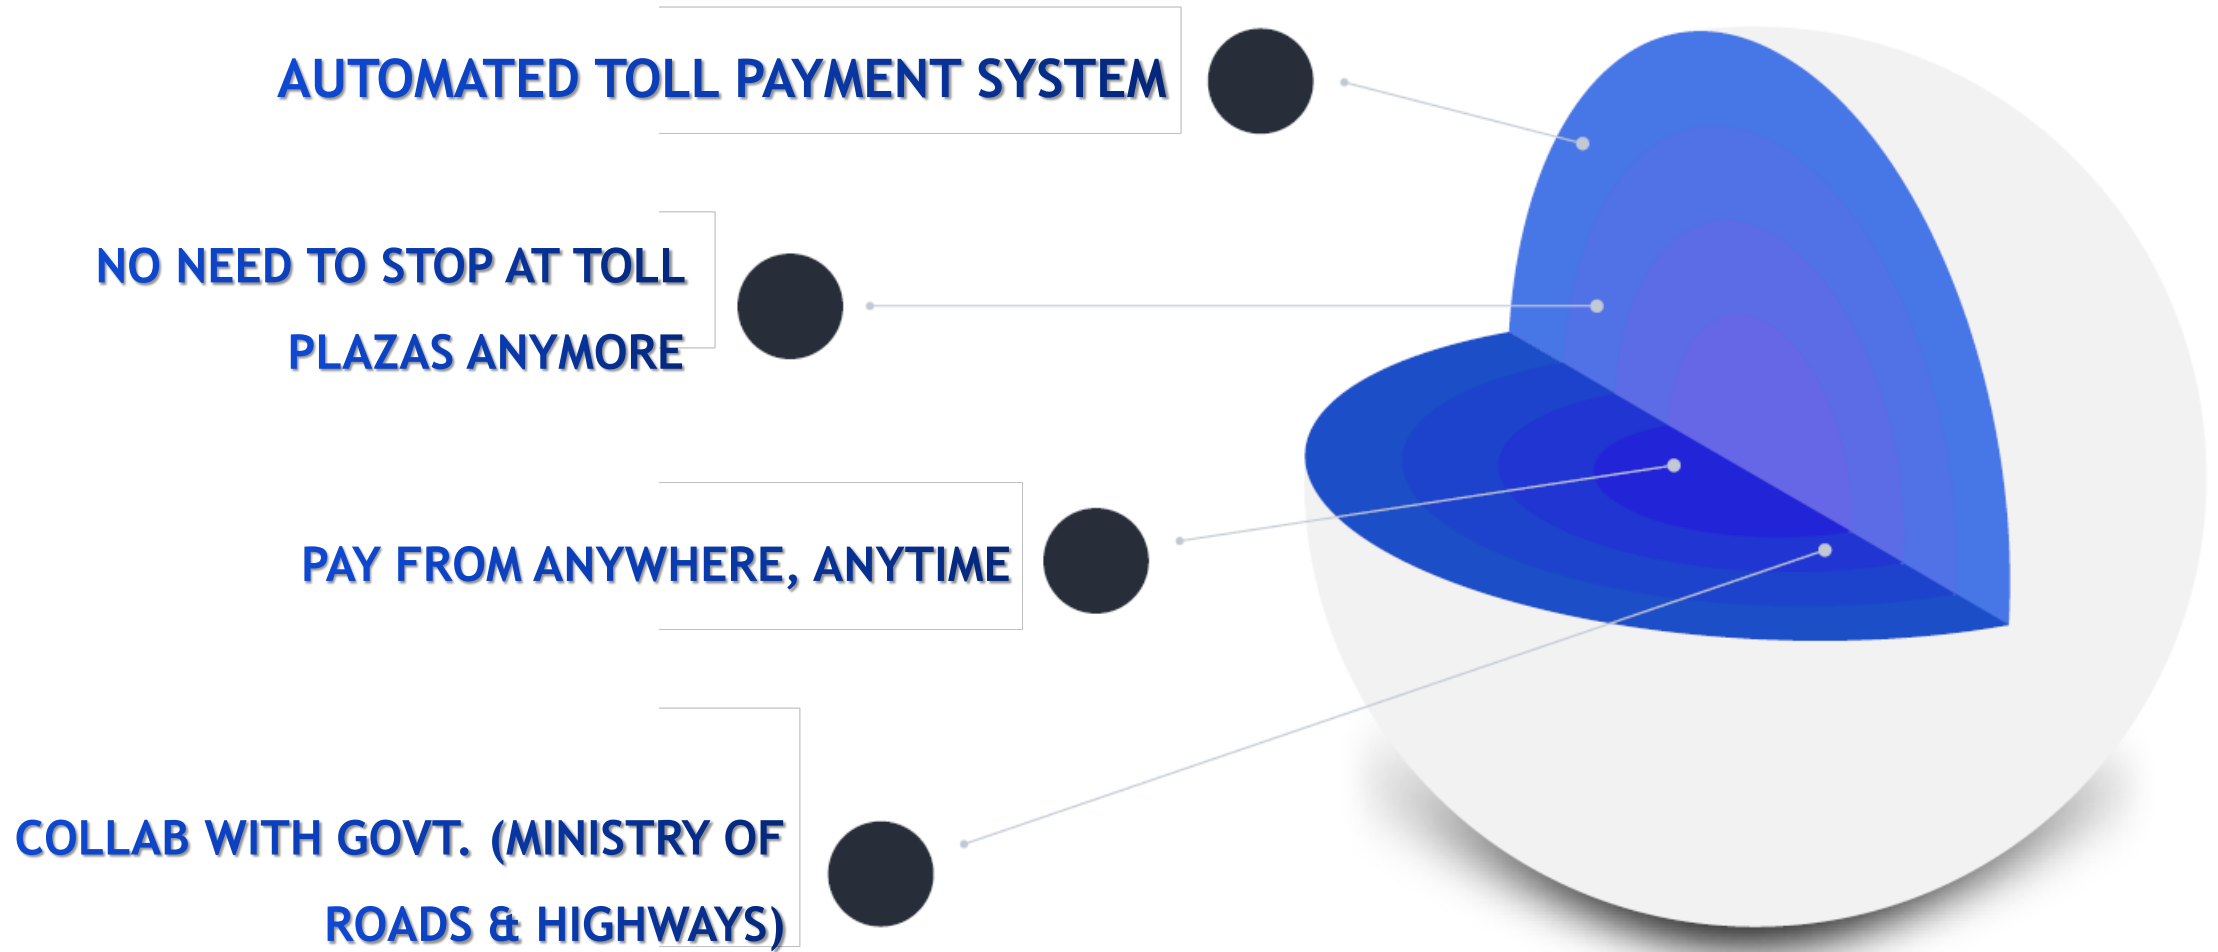 AUTOMATED TOLL PAYMENT SYSTEM
NO NEED TO STOP AT TOLL
PLAZAS ANYMORE
PAY FROM ANYWHERE, ANYTIME
COLLAB WITH GOVT. (MINISTRY OF
ROADS & HIGHWAYS)